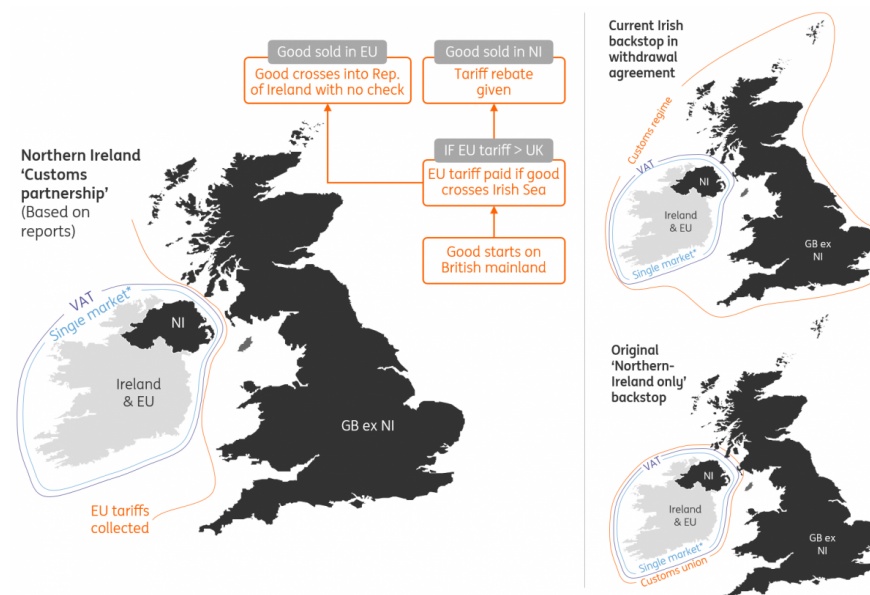 Northern Ireland
'Customs
partnership'
(Based on
reports)
Good sold in EU
Good crosses into Rep.
of Ireland with no check
Good sold in NI
Tariff rebate
given
IF EU tariff > UK
EU tariff paid if good
crosses Irish Sea
Good starts on
British mainland
VAT
Single market*
NI
Ireland
& EU
GB ex NI
EU tariffs
collected
Current Irish
backstop in
withdrawal
agreement
Customs regime
VAT
NI
Ireland
& EU
Single market*
GB ex
NI
Original
'Northern-
Ireland only'
backstop
VAT
NI
Ireland
& EU
Single market*
Customs union
GB ex
NI